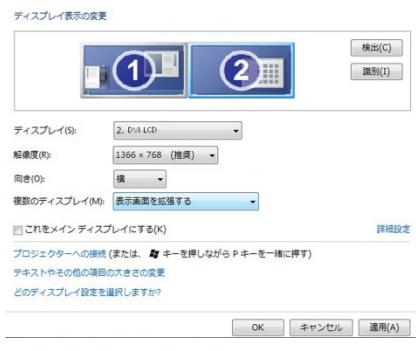 ディスプレイ表示の変更
1
2
検出(C)
識別(I)
ディスプレイ(S): 2. DVI LCD
解像度(R): 1366 × 768 (推奨)
向き(O): 横
複数のディスプレイ(M): 表示画面を拡張する
これをメイン ディスプレイにする(K) 詳細設定
プロジェクターへの接続 (または、 キーを押しながら P キーを一緒に押す)
テキストやその他の項目の大きさの変更
どのディスプレイ設定を選択しますか?
OK キャンセル 適用(A)